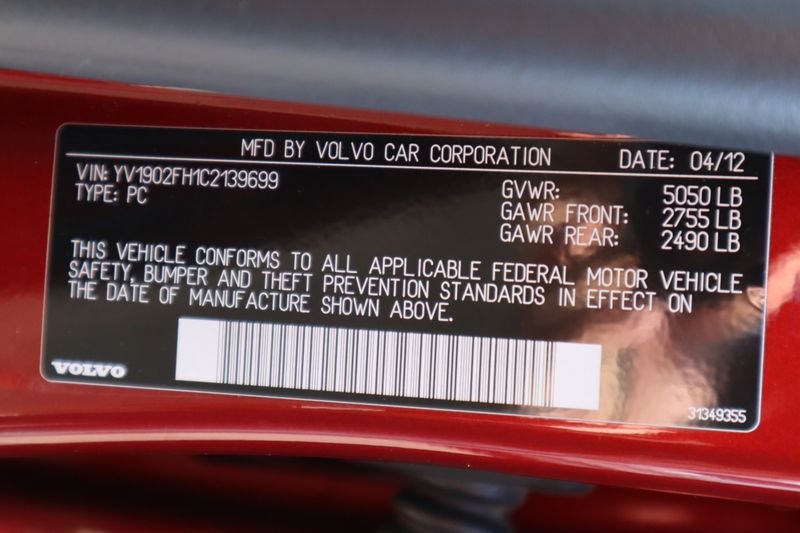 MFD BY VOLVO CAR CORPORATION DATE: 04/12
VIN: YV1902FH1C2139699 GVWR: 5050 LB
TYPE: PC GAWR FRONT: 2755 LB
GAWR REAR: 2490 LB
THIS VEHICLE CONFORMS TO ALL APPLICABLE FEDERAL MOTOR VEHICLE
SAFETY, BUMPER AND THEFT PREVENTION STANDARDS IN EFFECT ON
THE DATE OF MANUFACTURE SHOWN ABOVE.
VOLVO
31349355